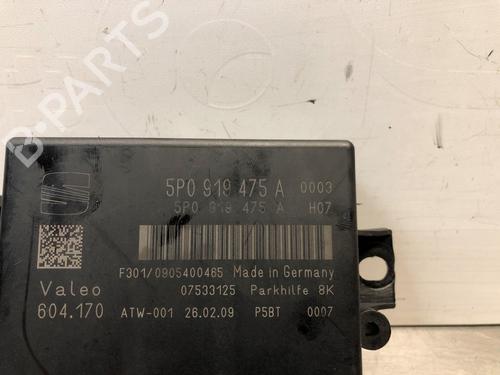 5P0 919 475 A 0003
5P0 919 475 A H07
F301/0905400465 Made in Germany
Valeo 07533125 Parkhilfe 8K
604.170 ATW-001 26.02.09 P5BT 0007